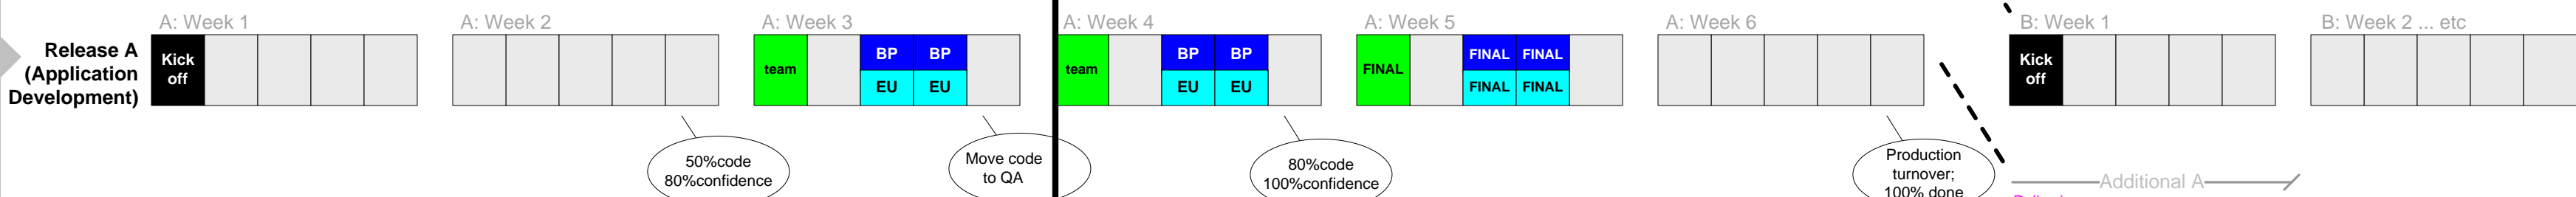 A: Week 1
A: Week 2
A: Week 3
A: Week 4
A: Week 5
A: Week 6
B: Week 1
B: Week 2 ... etc
Release A
(Application
Development)
Kick
off
team
BP BP
EU EU
team
BP BP
EU EU
FINAL
FINAL FINAL
FINAL FINAL
Kick
off
50%code
80%confidence
Move code
to QA
80%code
100%confidence
Production
turnover;
100% done
Additional A